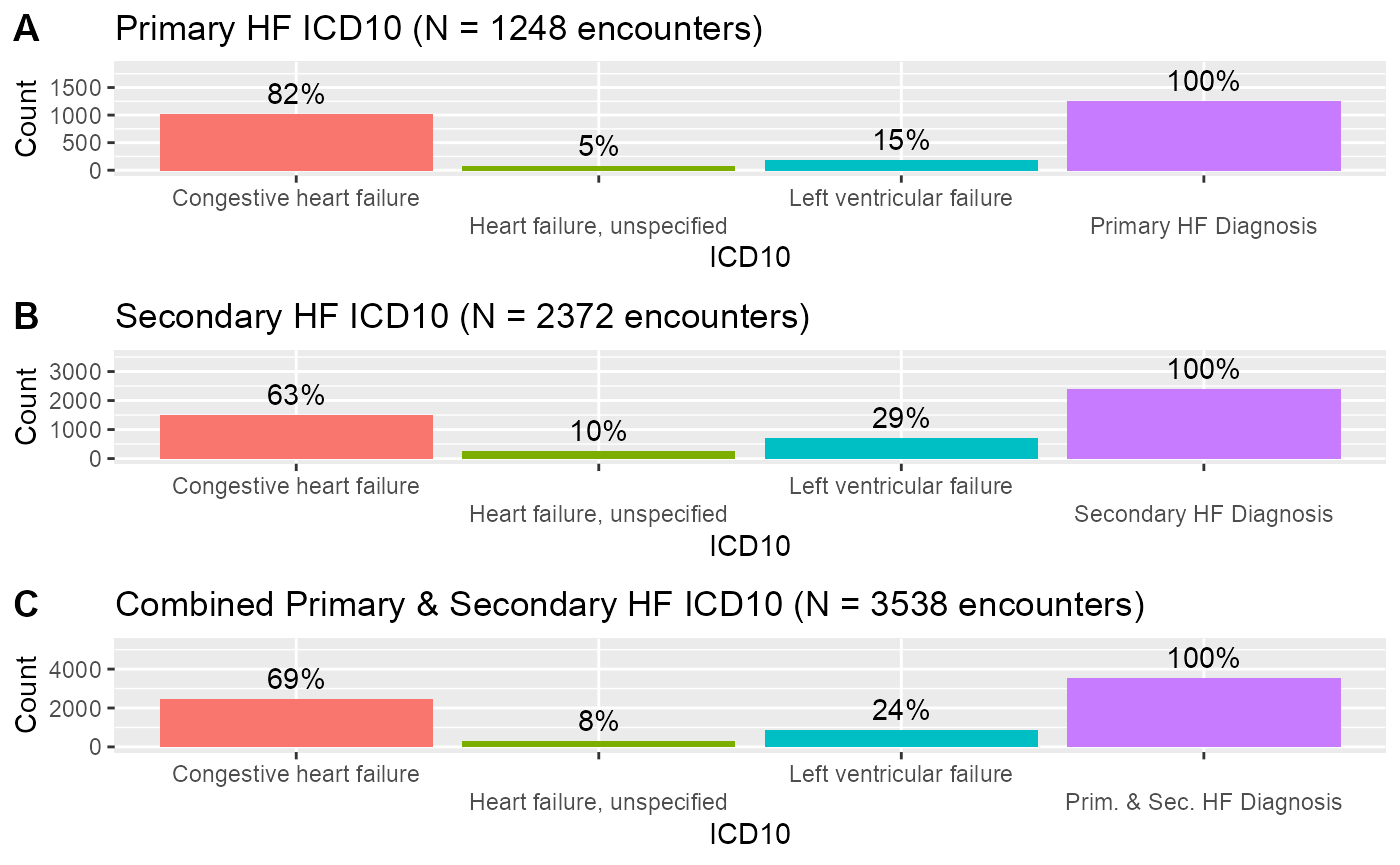 A Primary HF ICD10 (N = 1248 encounters)
Count
1500
1000
500
0
82%
5%
15%
100%
Congestive heart failure
Heart failure, unspecified
Left ventricular failure
Primary HF Diagnosis
ICD10
B Secondary HF ICD10 (N = 2372 encounters)
Count
3000
2000
1000
0
63%
10%
29%
100%
Congestive heart failure
Heart failure, unspecified
Left ventricular failure
Secondary HF Diagnosis
ICD10
C Combined Primary & Secondary HF ICD10 (N = 3538 encounters)
Count
4000
2000
0
69%
8%
24%
100%
Congestive heart failure
Heart failure, unspecified
Left ventricular failure
Prim. & Sec. HF Diagnosis
ICD10